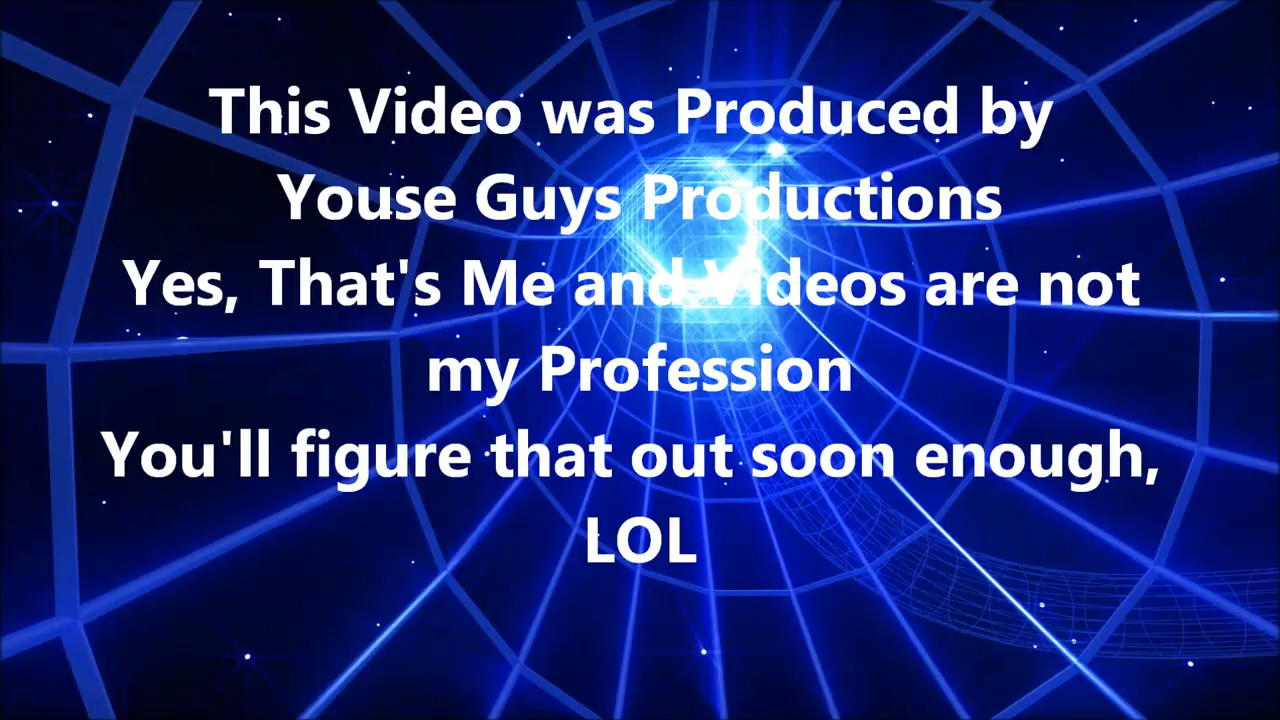 This Video was Produced by
Youse Guys Productions
Yes, That's Me and Videos are not
my Profession
You'll figure that out soon enough,
LOL